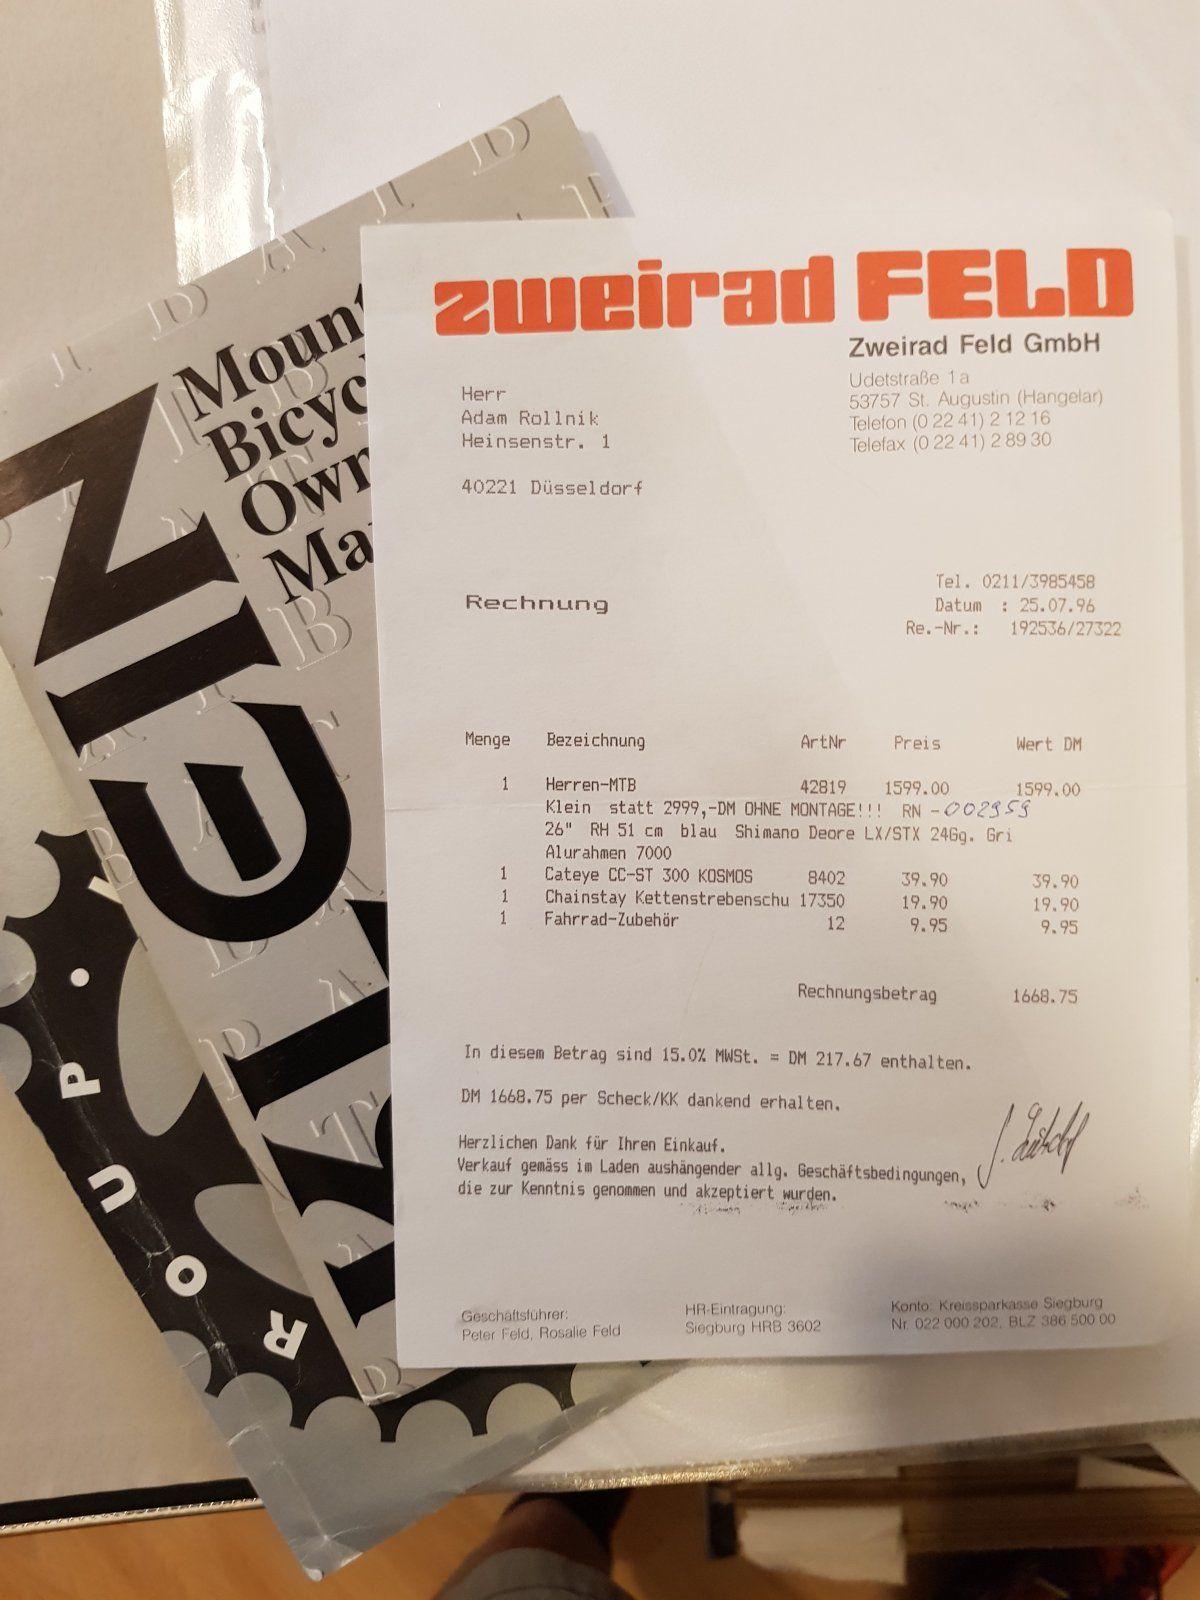 zweirad FELD
Zweirad Feld GmbH
Udetstraße 1a
53757 St. Augustin (Hangelar)
Telefon (0 22 41) 2 12 16
Telefax (0 22 41) 2 89 30
Herr
Adam Rollnik
Heinsenstr. 1
40221 Düsseldorf
Tel. 0211/3985458
Rechnung
Datum : 25.07.96
Re.-Nr.: 192536/27322
Menge Bezeichnung ArtNr Preis Wert DM
1 Herren-MTB 42819 1599.00 1599.00
Klein statt 2999,-DM OHNE MONTAGE!!! RN -002959
26" RH 51 cm blau Shimano Deore LX/STX 24Gg. Gri
Alurahmen 7000
1 Cateye CC-ST 300 KOSMOS 8402 39.90 39.90
1 Chainstay Kettenstrebenschu 17350 19.90 19.90
1 Fahrrad-Zubehör 12 9.95 9.95
Rechnungsbetrag 1668.75
In diesem Betrag sind 15.0% MWSt. = DM 217.67 enthalten.
DM 1668.75 per Scheck/KK dankend erhalten.
Herzlichen Dank für Ihren Einkauf.
Verkauf gemäss im Laden aushängender allg. Geschäftsbedingungen,
die zur Kenntnis genommen und akzeptiert wurden.
Geschäftsführer:
Peter Feld, Rosalie Feld
HR-Eintragung:
Siegburg HRB 3602
Konto: Kreissparkasse Siegburg
Nr. 022 000 202, BLZ 386 500 00
Mount
Bicyc
Own
Ma
KLEIN
R O U P .